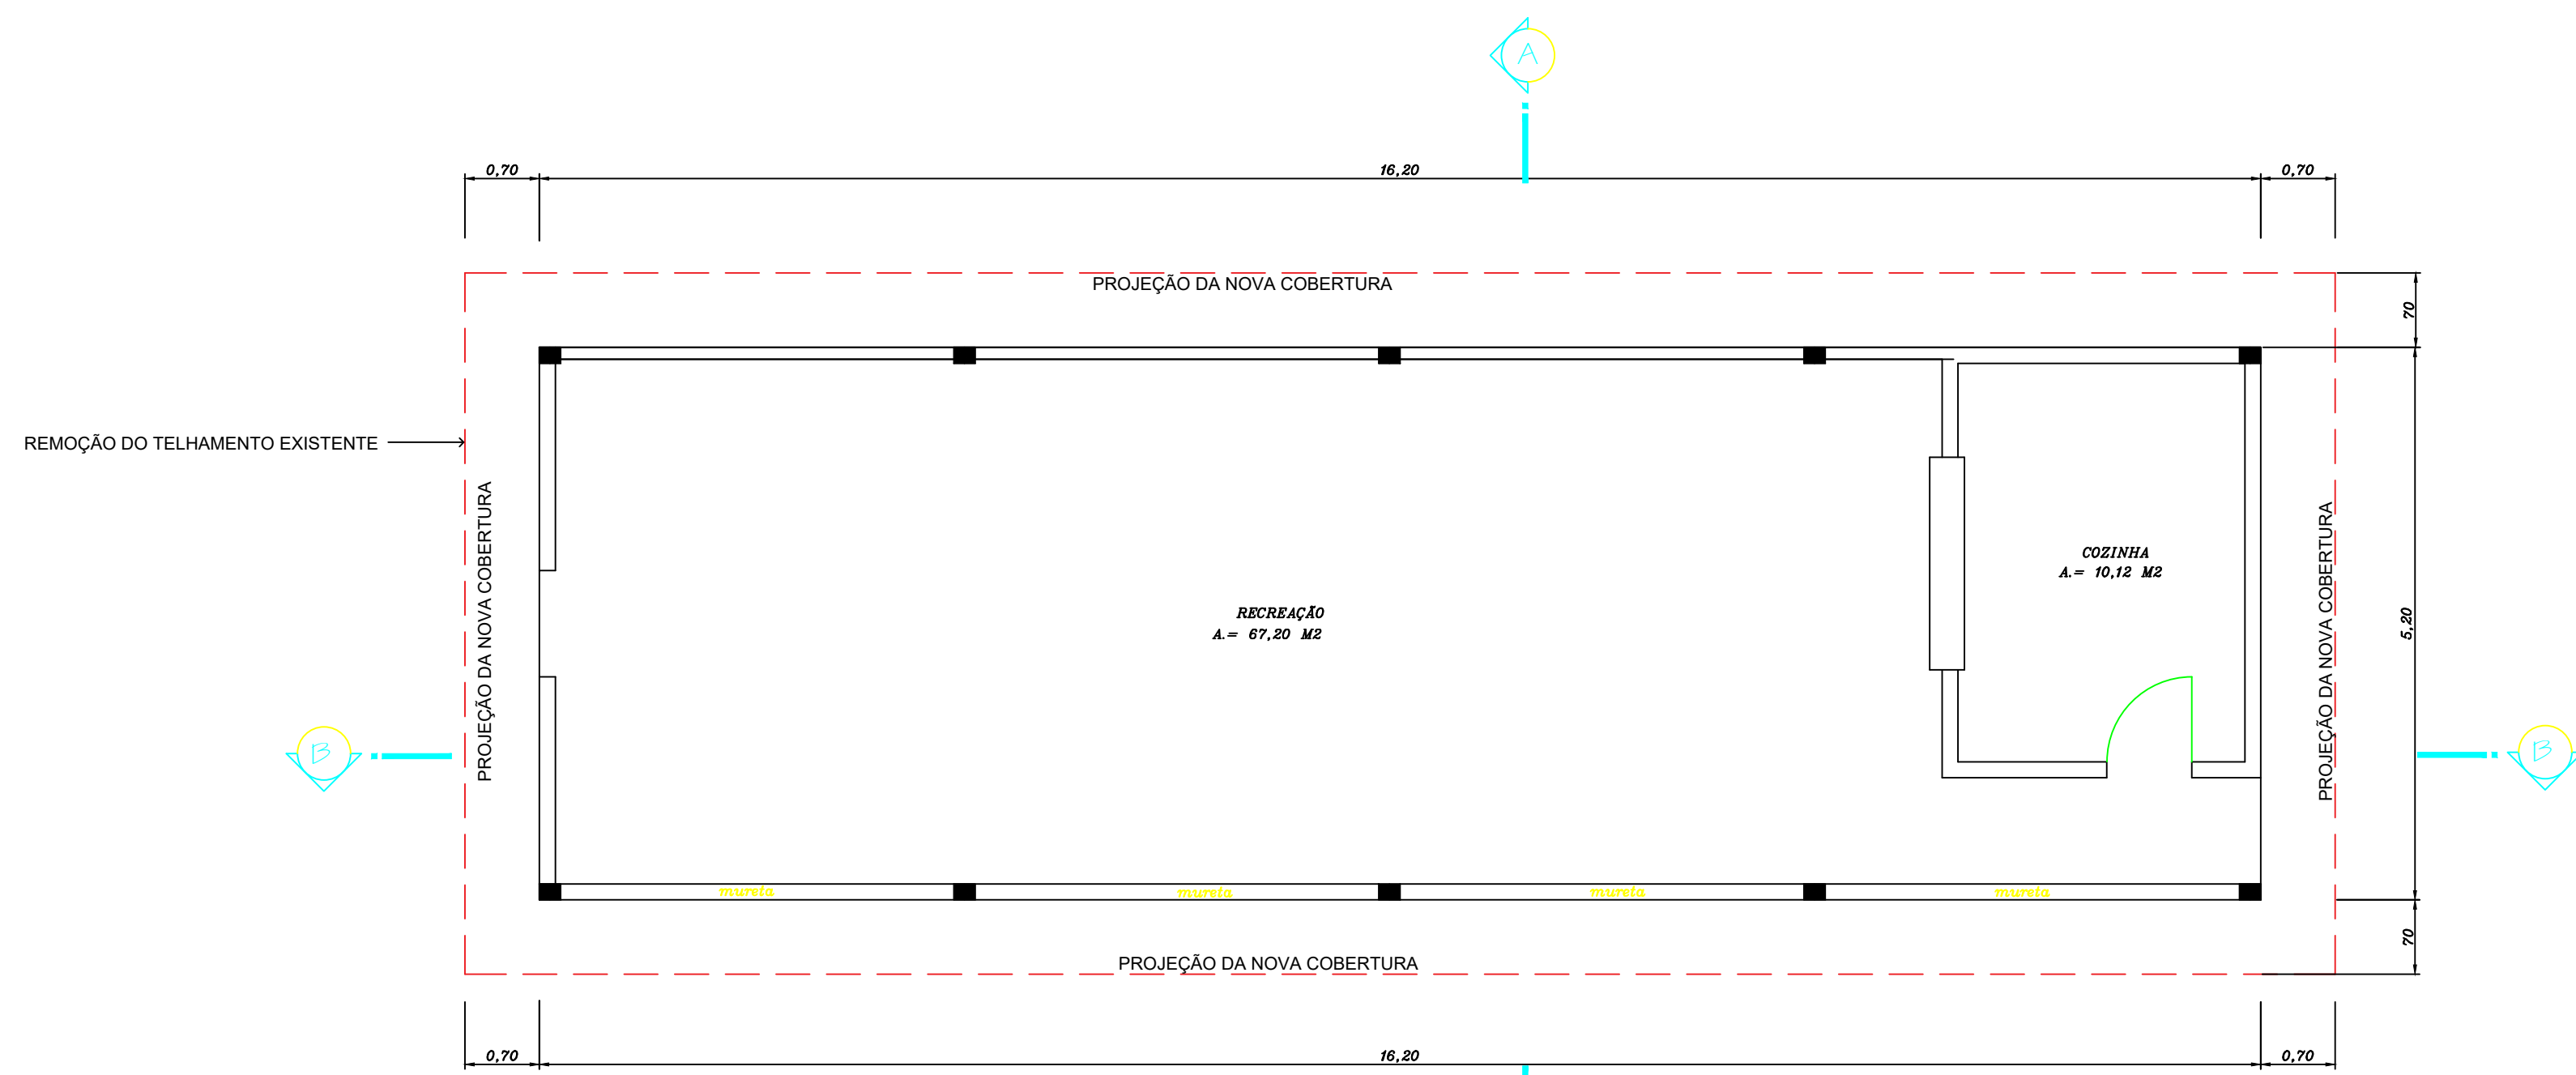 A
0,70
16,20
0,70
PROJEÇÃO DA NOVA COBERTURA
70
REMOÇÃO DO TELHAMENTO EXISTENTE
PROJEÇÃO DA NOVA COBERTURA
RECREAÇÃO
A.= 67,20 M2
COZINHA
A.= 10,12 M2
PROJEÇÃO DA NOVA COBERTURA
5,20
B
B
mureta
mureta
mureta
mureta
70
PROJEÇÃO DA NOVA COBERTURA
0,70
16,20
0,70